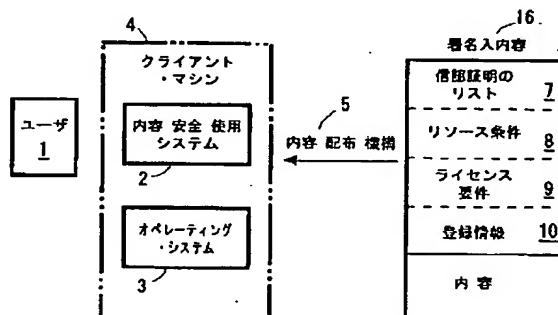 4
クライアント
・マシン
ユーザ
1
内容 安全 使用
システム
2
オペレーティング
・システム
3
5
内容 配布 機構
16
署名入内容
信認証明の
リスト
7
リソース条件
8
ライセンス
要件
9
登録情報
10
内容